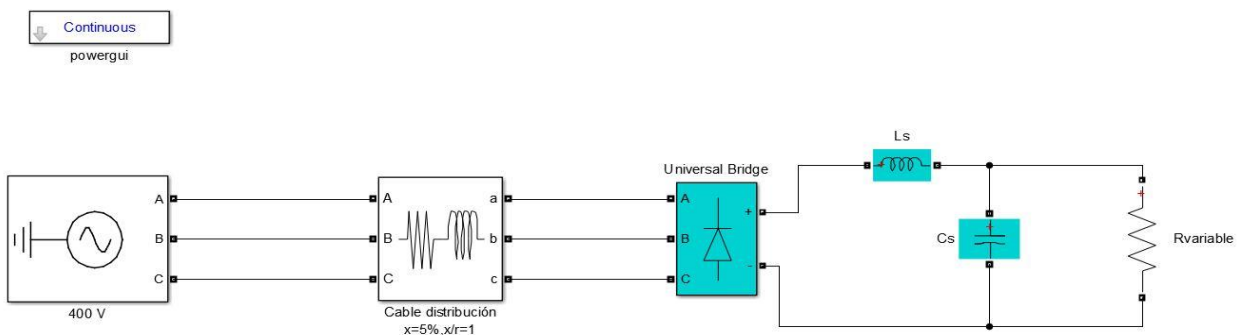 Continuous
powergui
Ls
Universal Bridge
A
A
a
A
+
B
B
b
B
Cs
Rvariable
-
C
C
c
C
400 V
Cable distribución
x=5%,x/r=1